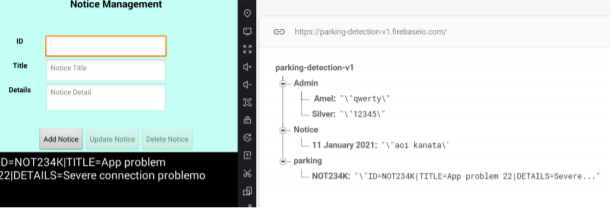 Notice Management
ID
Title
Notice Title
Details
Notice Detail
Add Notice Update Notice Delete Notice
ID=NOT234K|TITLE=App problem
22|DETAILS=Severe connection problemo
https://parking-detection-v1.firebaseio.com/
parking-detection-v1
Admin
Amel: "\"qwerty\"
Silver: "\"12345\"
Notice
11 January 2021: "\"aoi kanata\"
parking
NOT234K: "\"ID=NOT234K|TITLE=App problem 22|DETAILS=Severe..."